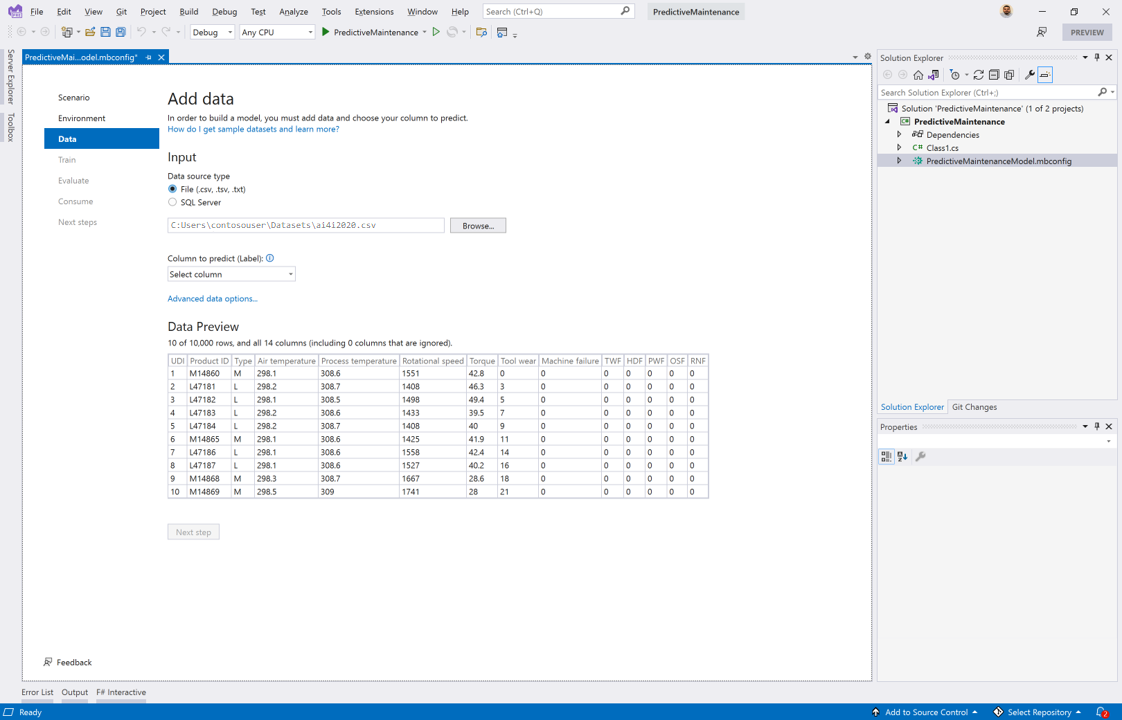 File Edit View Git Project Build Debug Test Analyze Tools Extensions Window Help Search (Ctrl+Q) PredictiveMaintenance
Debug Any CPU PredictiveMaintenance PREVIEW
Server Explorer
Toolbox
PredictiveMai...odel.mbconfig*
Scenario
Environment
Data
Train
Evaluate
Consume
Next steps
Add data
In order to build a model, you must add data and choose your column to predict.
How do I get sample datasets and learn more?
Input
Data source type
File (.csv, .tsv, .txt)
SQL Server
C:Users\contosouser\Datasets\ai4i2020.csv Browse...
Column to predict (Label):
Select column
Advanced data options...
Data Preview
10 of 10,000 rows, and all 14 columns (including 0 columns that are ignored).
UDI Product ID Type Air temperature Process temperature Rotational speed Torque Tool wear Machine failure TWF HDF PWF OSF RNF
1 M14860 M 298.1 308.6 1551 42.8 0 0 0 0 0 0 0
2 L47181 L 298.2 308.7 1408 46.3 3 0 0 0 0 0 0
3 L47182 L 298.1 308.5 1498 49.4 5 0 0 0 0 0 0
4 L47183 L 298.2 308.6 1433 39.5 7 0 0 0 0 0 0
5 L47184 L 298.2 308.7 1408 40 9 0 0 0 0 0 0
6 M14865 M 298.1 308.6 1425 41.9 11 0 0 0 0 0 0
7 L47186 L 298.1 308.6 1558 42.4 14 0 0 0 0 0 0
8 L47187 L 298.1 308.6 1527 40.2 16 0 0 0 0 0 0
9 M14868 M 298.3 308.7 1667 28.6 18 0 0 0 0 0 0
10 M14869 M 298.5 309 1741 28 21 0 0 0 0 0 0
Next step
Feedback
Solution Explorer
Search Solution Explorer (Ctrl+;)
Solution 'PredictiveMaintenance' (1 of 2 projects)
PredictiveMaintenance
Dependencies
C# Class1.cs
PredictiveMaintenanceModel.mbconfig
Solution Explorer Git Changes
Properties
Error List Output F# Interactive
Ready Add to Source Control Select Repository 2